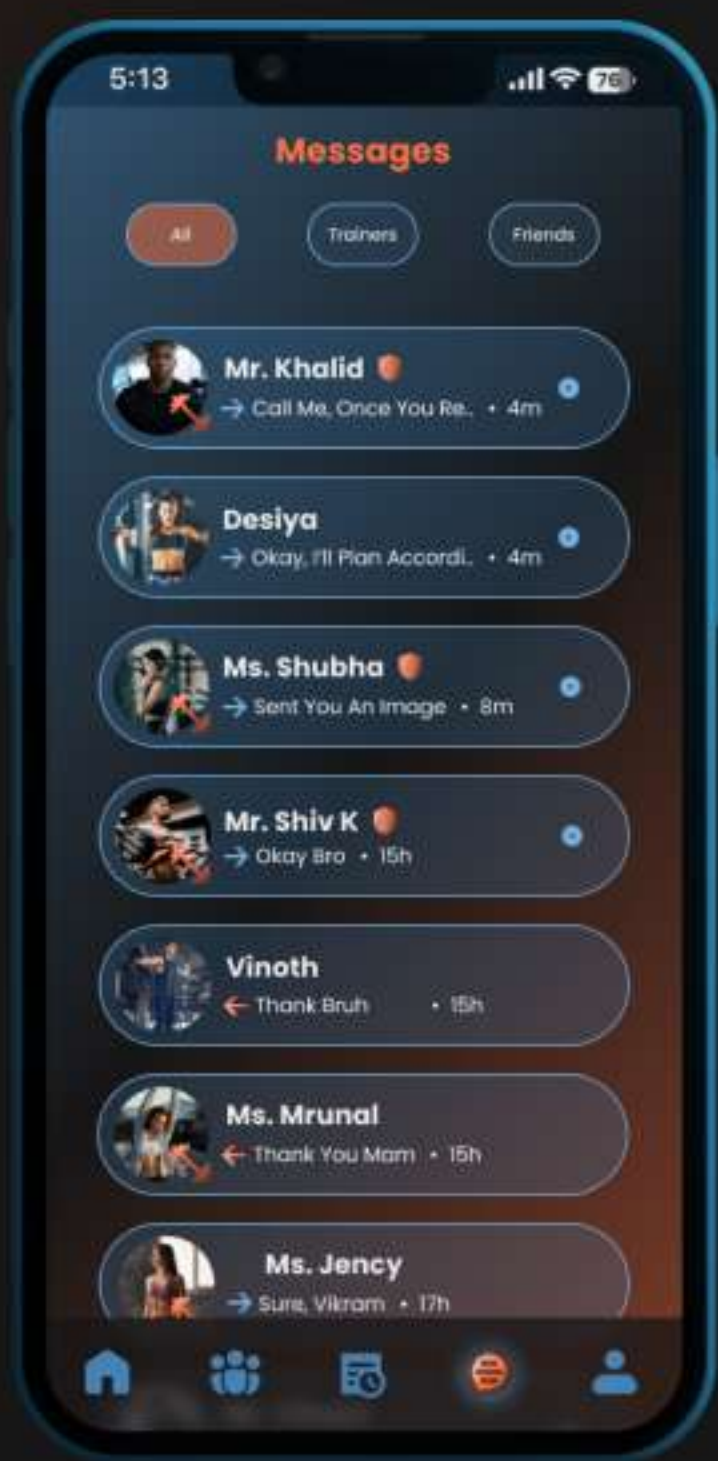 5:13
76
Messages
All
Trainers
Friends
Mr. Khalid
Call Me, Once You Re.. • 4m
Desiya
Okay, I'll Plan Accordi.. • 4m
Ms. Shubha
Sent You An Image • 8m
Mr. Shiv K
Okay Bro • 15h
Vinoth
Thank Bruh • 15h
Ms. Mrunal
Thank You Mam • 15h
Ms. Jency
Sure, Vikram • 17h